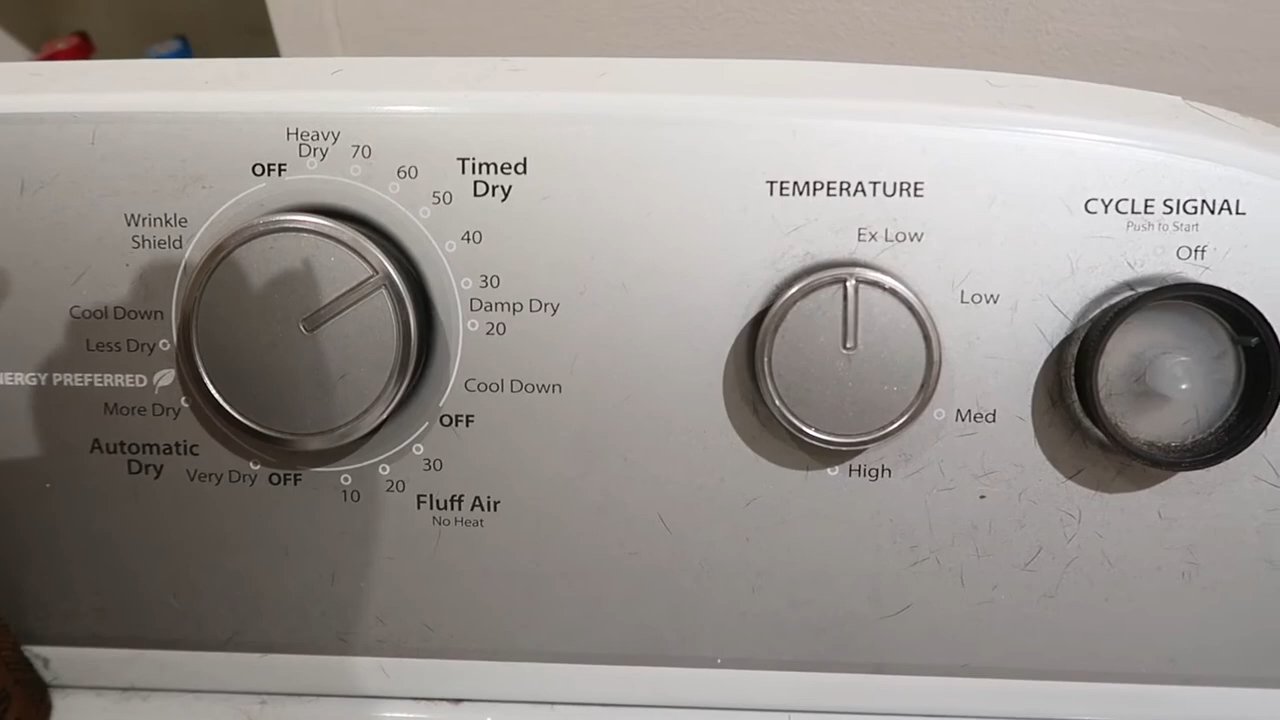 Heavy
Dry
70
60
50
40
30
Damp Dry
20
Cool Down
OFF
Timed
Dry
OFF
Wrinkle
Shield
Cool Down
Less Dry
ENERGY PREFERRED
More Dry
Automatic
Dry
Very Dry
OFF
10
20
30
Fluff Air
No Heat
TEMPERATURE
Ex Low
Low
Med
High
CYCLE SIGNAL
Push to Start
Off